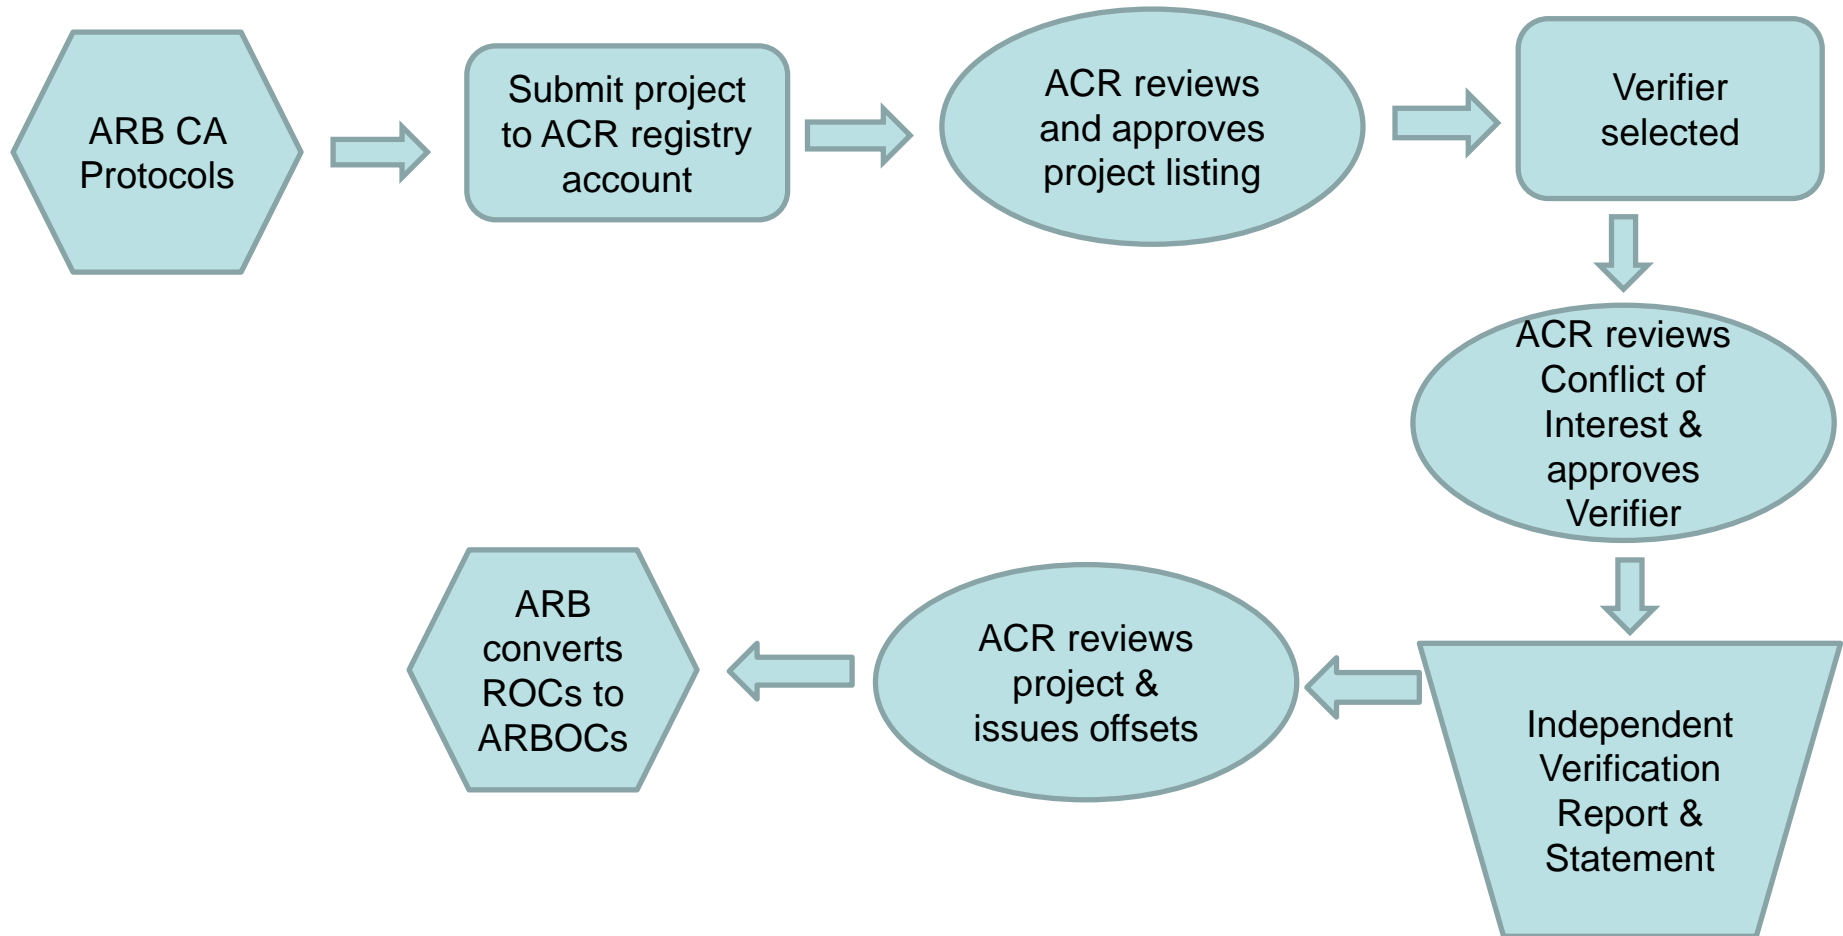 ARB CA
Protocols
Submit project
to ACR registry
account
ACR reviews
and approves
project listing
Verifier
selected
ACR reviews
Conflict of
Interest &
approves
Verifier
Independent
Verification
Report &
Statement
ACR reviews
project &
issues offsets
ARB
converts
ROCs to
ARBOCs